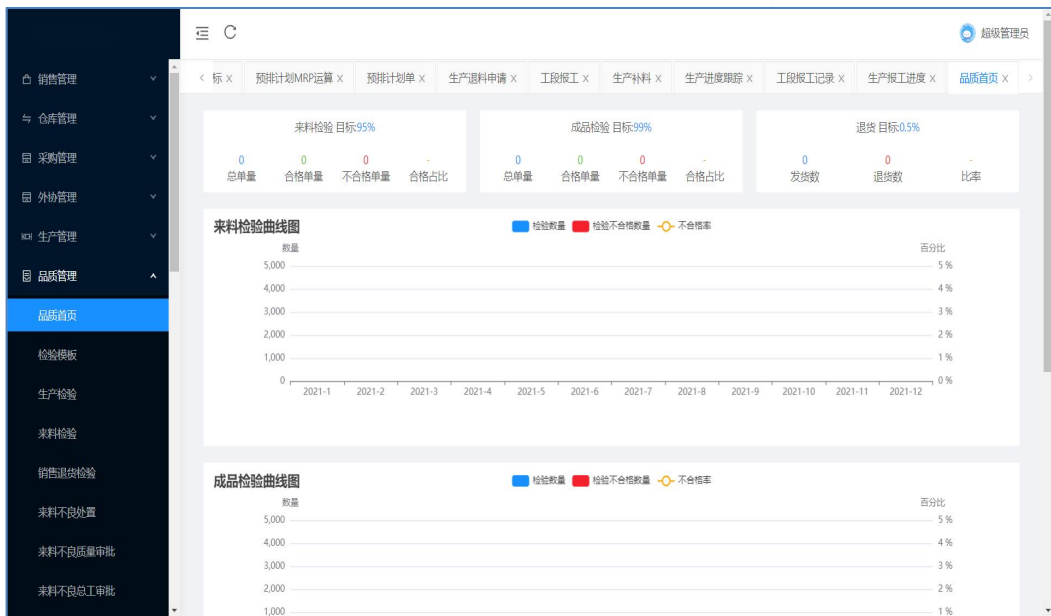 超级管理员
销售管理
仓库管理
采购管理
外协管理
生产管理
品质管理
品质首页
检验模板
生产检验
来料检验
销售退货检验
来料不良处置
来料不良质量审批
来料不良总工审批
标 × 预排计划MRP运算 × 预排计划单 × 生产退料申请 × 工段报工 × 生产补料 × 生产进度跟踪 × 工段报工记录 × 生产报工进度 × 品质首页 ×
来料检验 目标:95%
0 0 0 -
总单量 合格单量 不合格单量 合格占比
成品检验 目标:99%
0 0 0 -
总单量 合格单量 不合格单量 合格占比
退货 目标:0.5%
0 0 -
发货数 退货数 比率
来料检验曲线图
检验数量 检验不合格数量 不合格率
数量 百分比
5,000 5 %
4,000 4 %
3,000 3 %
2,000 2 %
1,000 1 %
0 0 %
2021-1 2021-2 2021-3 2021-4 2021-5 2021-6 2021-7 2021-8 2021-9 2021-10 2021-11 2021-12
成品检验曲线图
检验数量 检验不合格数量 不合格率
数量 百分比
5,000 5 %
4,000 4 %
3,000 3 %
2,000 2 %
1,000 1 %